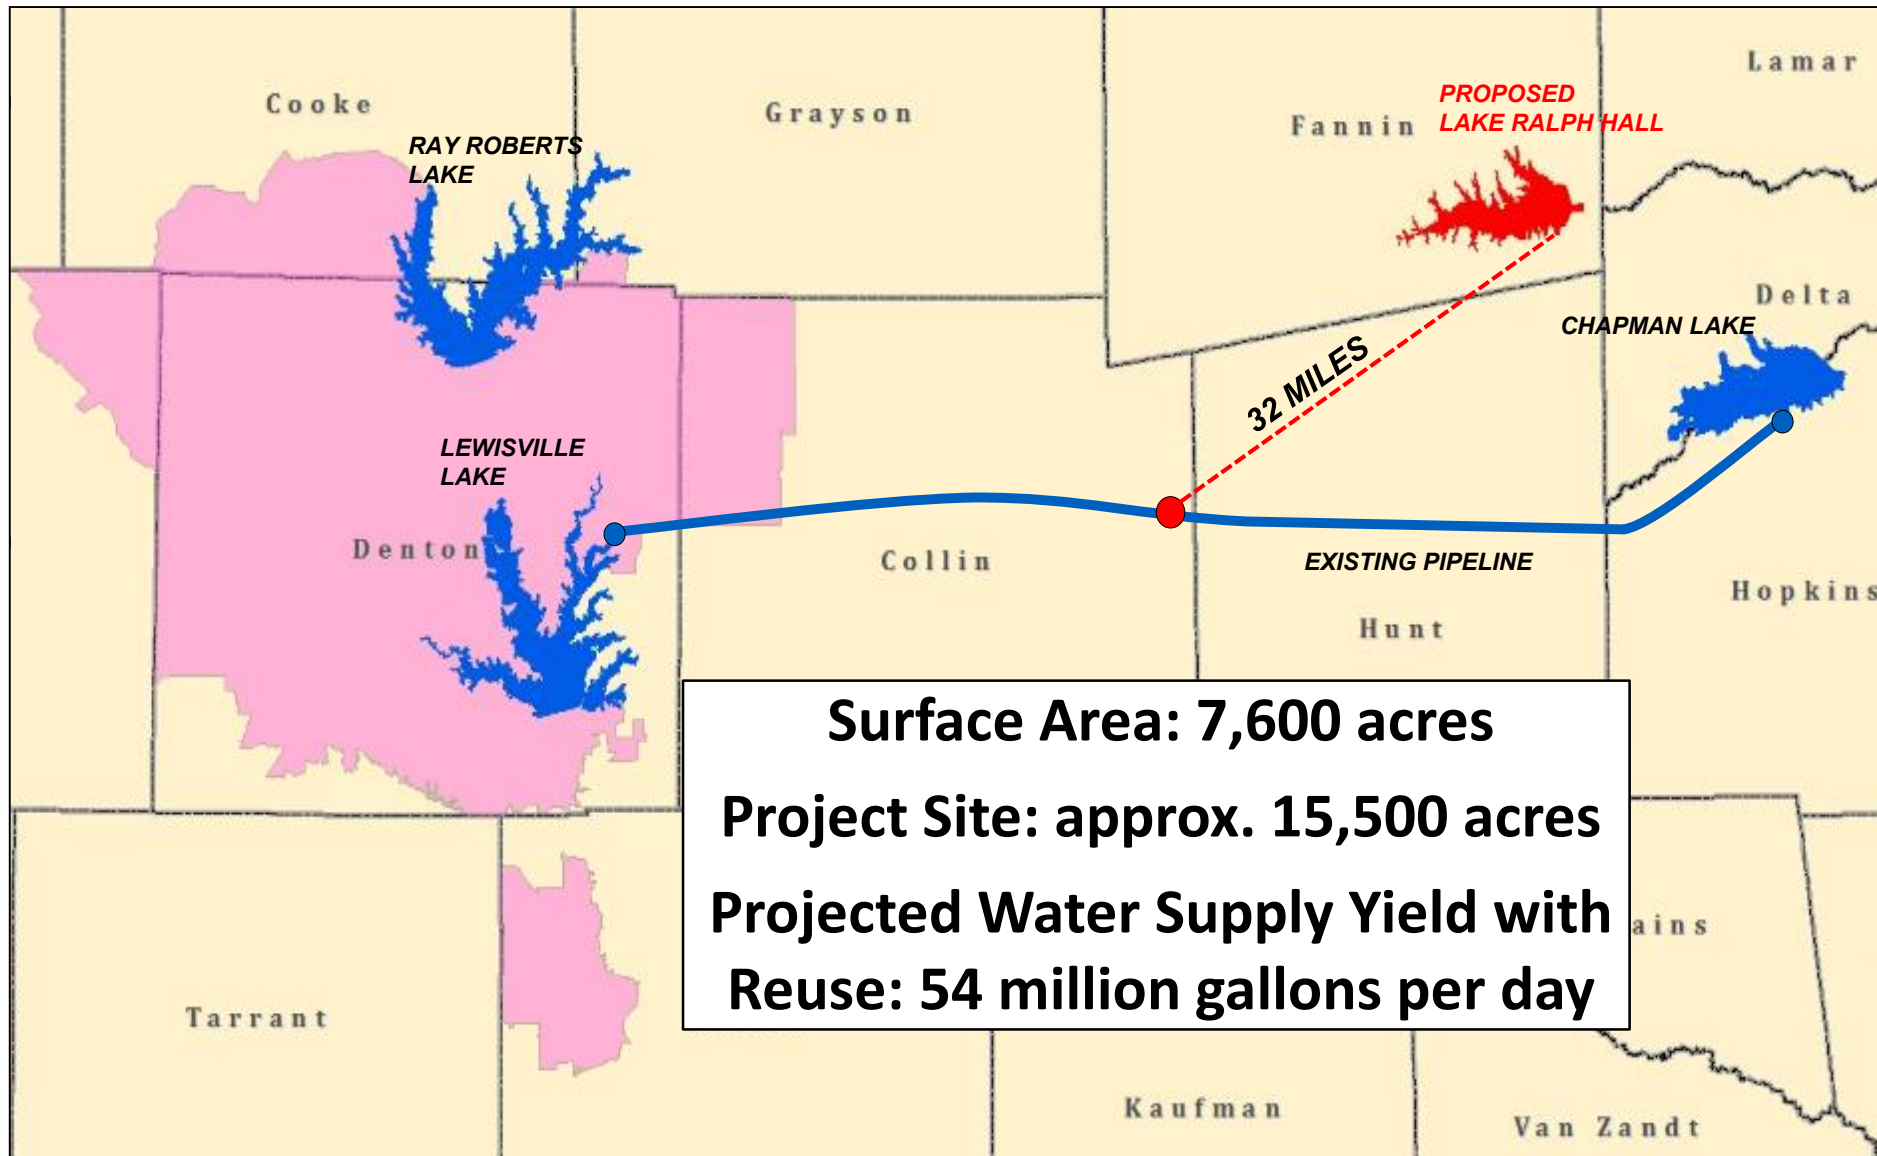 Lamar
Cooke
Grayson
Fannin
PROPOSED
LAKE RALPH HALL
RAY ROBERTS
LAKE
Delta
CHAPMAN LAKE
32 MILES
LEWISVILLE
LAKE
Denton
Collin
EXISTING PIPELINE
Hopkins
Hunt
Surface Area: 7,600 acres
Project Site: approx. 15,500 acres
Projected Water Supply Yield with
Reuse: 54 million gallons per day
ains
Tarrant
Kaufman
Van Zandt